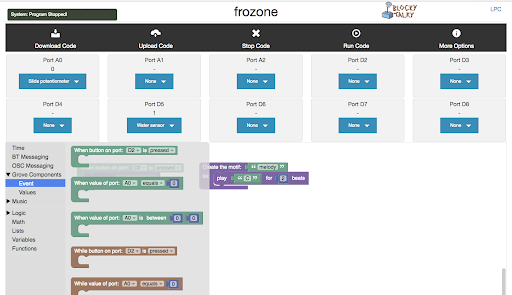 System: Program Stopped!
frozone
BLOCKY TALKY
LPC
Download Code
Upload Code
Stop Code
Run Code
More Options
Port A0
0
Slide potentiometer
Port A1
-
None
Port A2
-
None
Port D2
-
None
Port D3
-
None
Port D4
-
None
Port D5
1
Water sensor
Port D6
-
None
Port D7
-
None
Port D8
-
None
Time
BT Messaging
OSC Messaging
Grove Components
Event
Values
Music
Logic
Math
Lists
Variables
Functions
When button on port: D2 is pressed
When value of port: A0 equals 0
When value of port: A0 is between 0 0
While button on port: D2 is pressed
While value of port: A0 equals 0
Create the motif: “ melody ”
play “ C ” for 2 beats